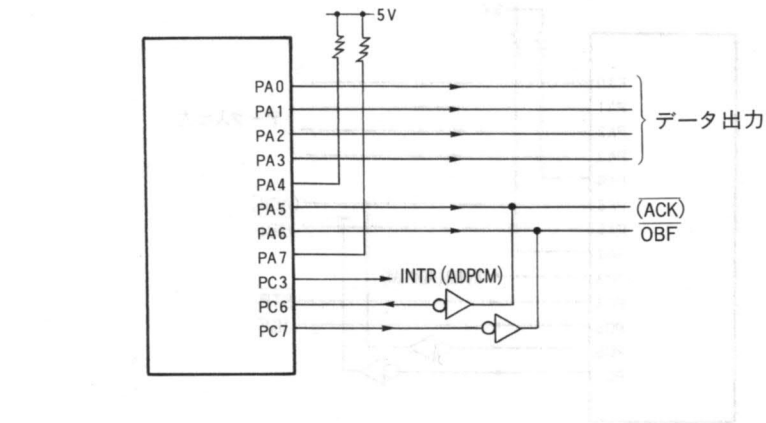 5V
PA0
PA1
PA2
PA3
PA4
PA5
PA6
PA7
PC3
PC6
PC7
データ出力
(ACK)
OBF
INTR(ADPCM)